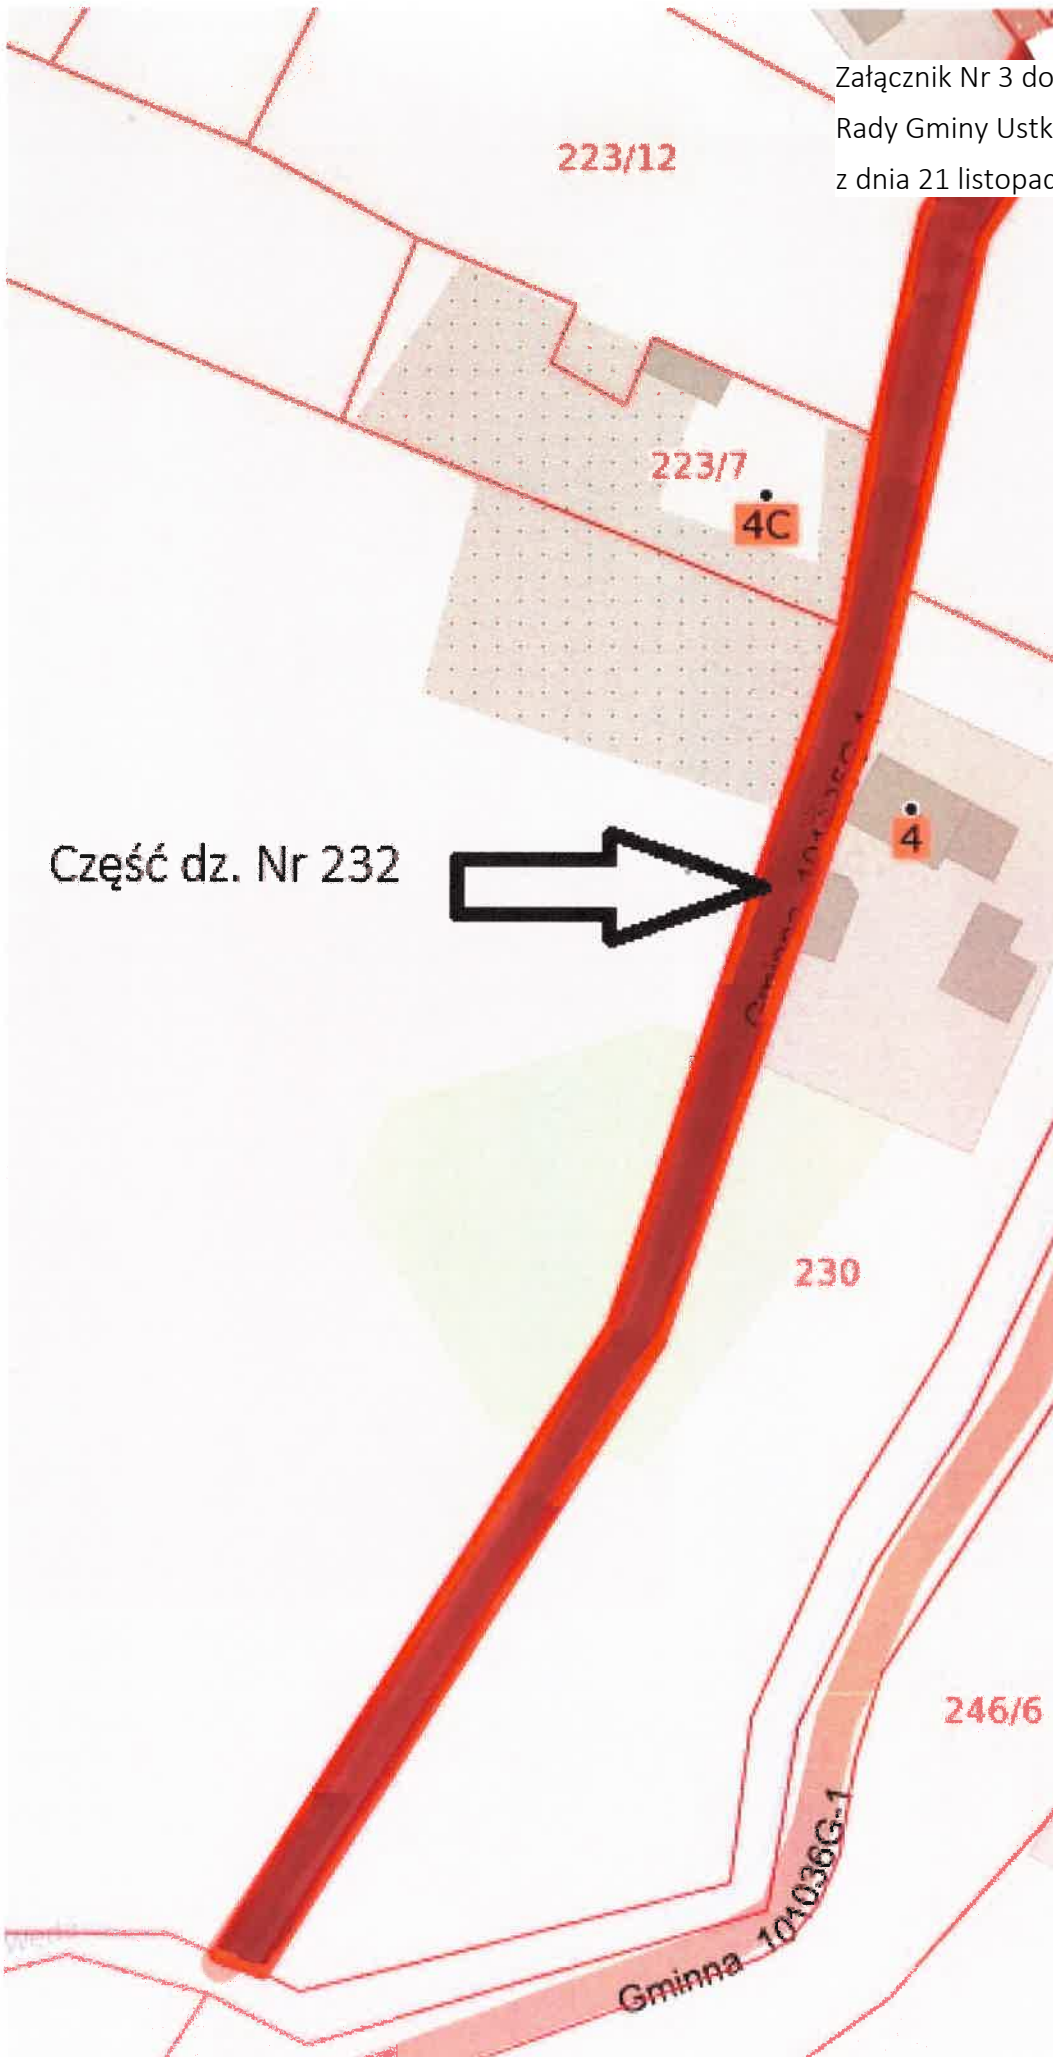 Załącznik Nr 3 do
Rady Gminy Ustk
z dnia 21 listopad
223/12
223/7
4C
4
Część dz. Nr 232
Gminna
230
246/6
Gminna 101036G-1